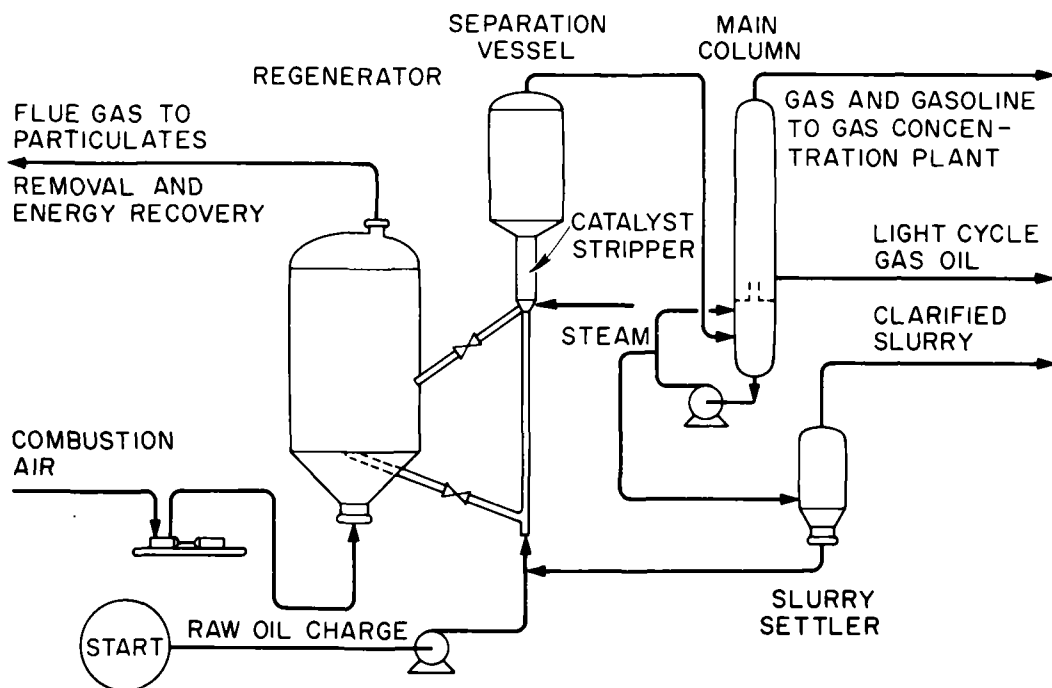 SEPARATION
VESSEL
MAIN
COLUMN
REGENERATOR
FLUE GAS TO
PARTICULATES
REMOVAL AND
ENERGY RECOVERY
GAS AND GASOLINE
TO GAS CONCEN-
TRATION PLANT
CATALYST
STRIPPER
LIGHT CYCLE
GAS OIL
STEAM
CLARIFIED
SLURRY
COMBUSTION
AIR
START
RAW OIL CHARGE
SLURRY
SETTLER